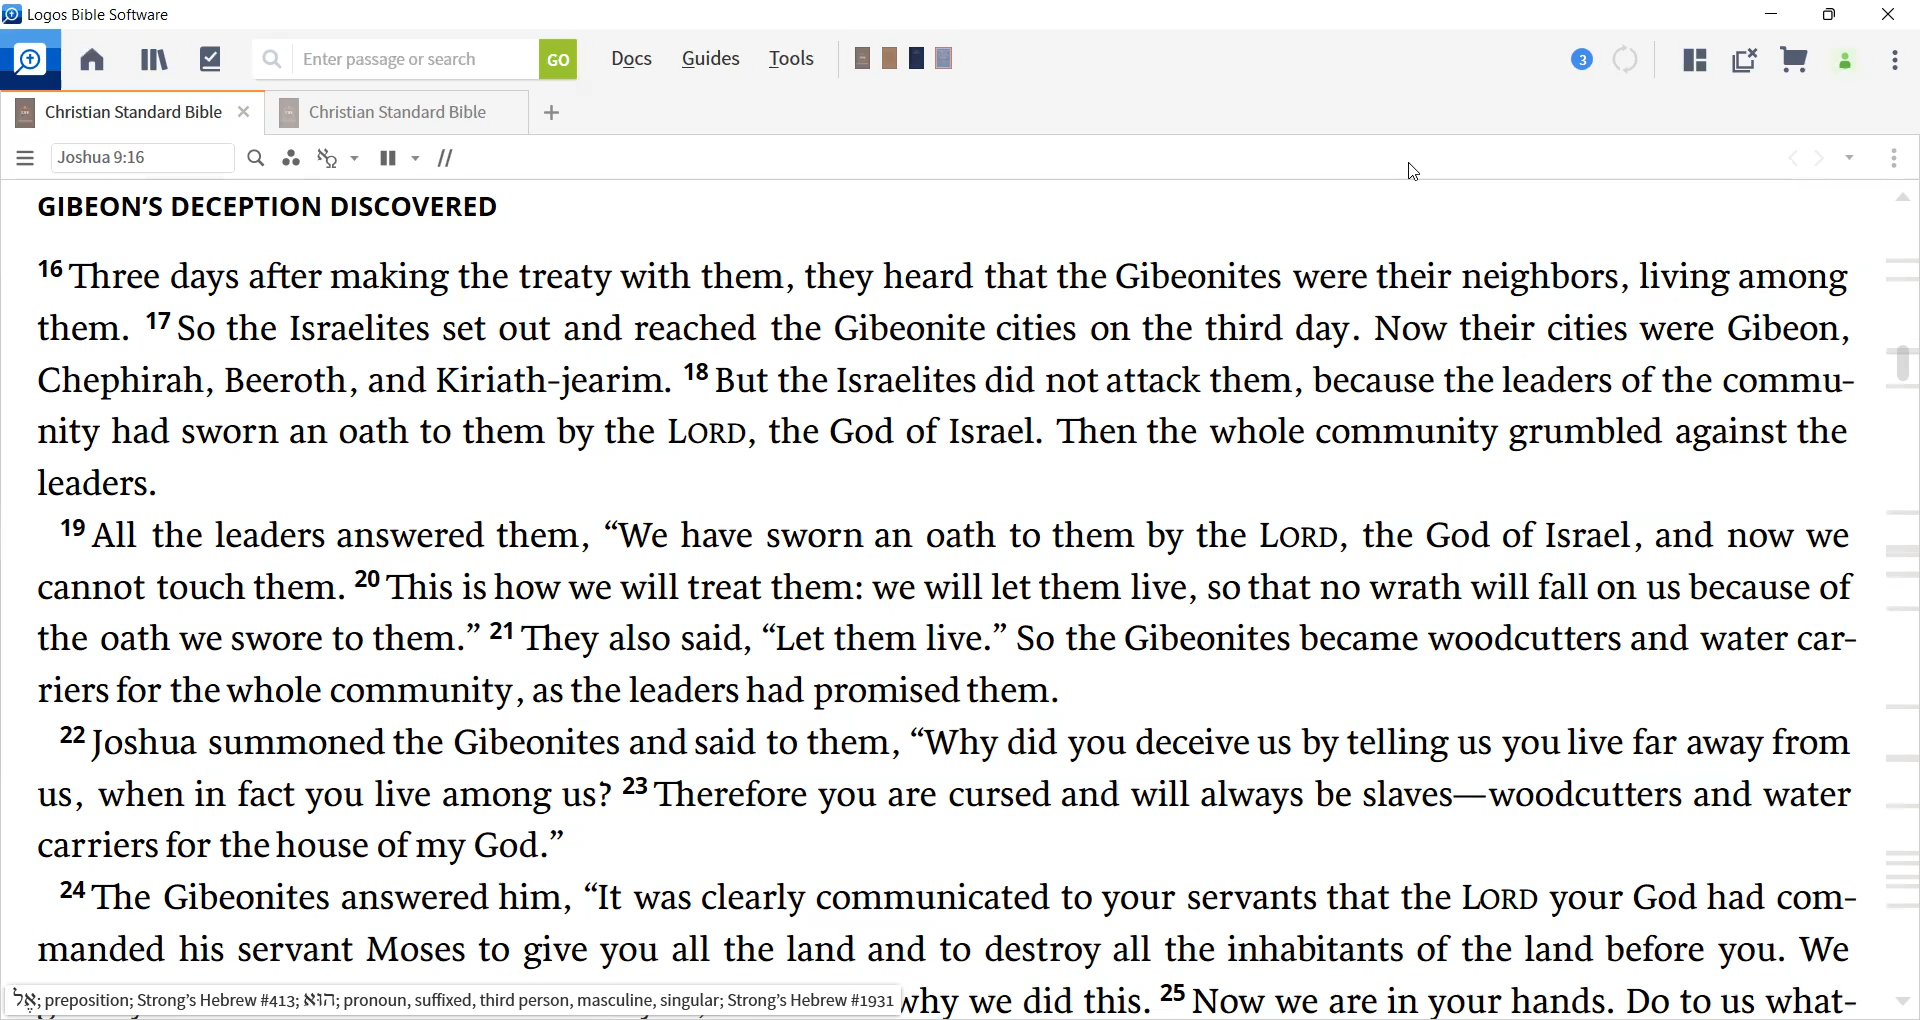 Logos Bible Software
Enter passage or search
GO
Docs
Guides
Tools
3
Christian Standard Bible
Christian Standard Bible
Joshua 9:16
GIBEON’S DECEPTION DISCOVERED
16 Three days after making the treaty with them, they heard that the Gibeonites were their neighbors, living among
them. 17 So the Israelites set out and reached the Gibeonite cities on the third day. Now their cities were Gibeon,
Chephirah, Beeroth, and Kiriath-jearim. 18 But the Israelites did not attack them, because the leaders of the commu-
nity had sworn an oath to them by the LORD, the God of Israel. Then the whole community grumbled against the
leaders.
19 All the leaders answered them, “We have sworn an oath to them by the LORD, the God of Israel, and now we
cannot touch them. 20 This is how we will treat them: we will let them live, so that no wrath will fall on us because of
the oath we swore to them.” 21 They also said, “Let them live.” So the Gibeonites became woodcutters and water car-
riers for the whole community, as the leaders had promised them.
22 Joshua summoned the Gibeonites and said to them, “Why did you deceive us by telling us you live far away from
us, when in fact you live among us? 23 Therefore you are cursed and will always be slaves—woodcutters and water
carriers for the house of my God.”
24 The Gibeonites answered him, “It was clearly communicated to your servants that the LORD your God had com-
manded his servant Moses to give you all the land and to destroy all the inhabitants of the land before you. We
אֶל; preposition; Strong’s Hebrew #413; הוּא; pronoun, suffixed, third person, masculine, singular; Strong’s Hebrew #1931
why we did this. 25 Now we are in your hands. Do to us what-